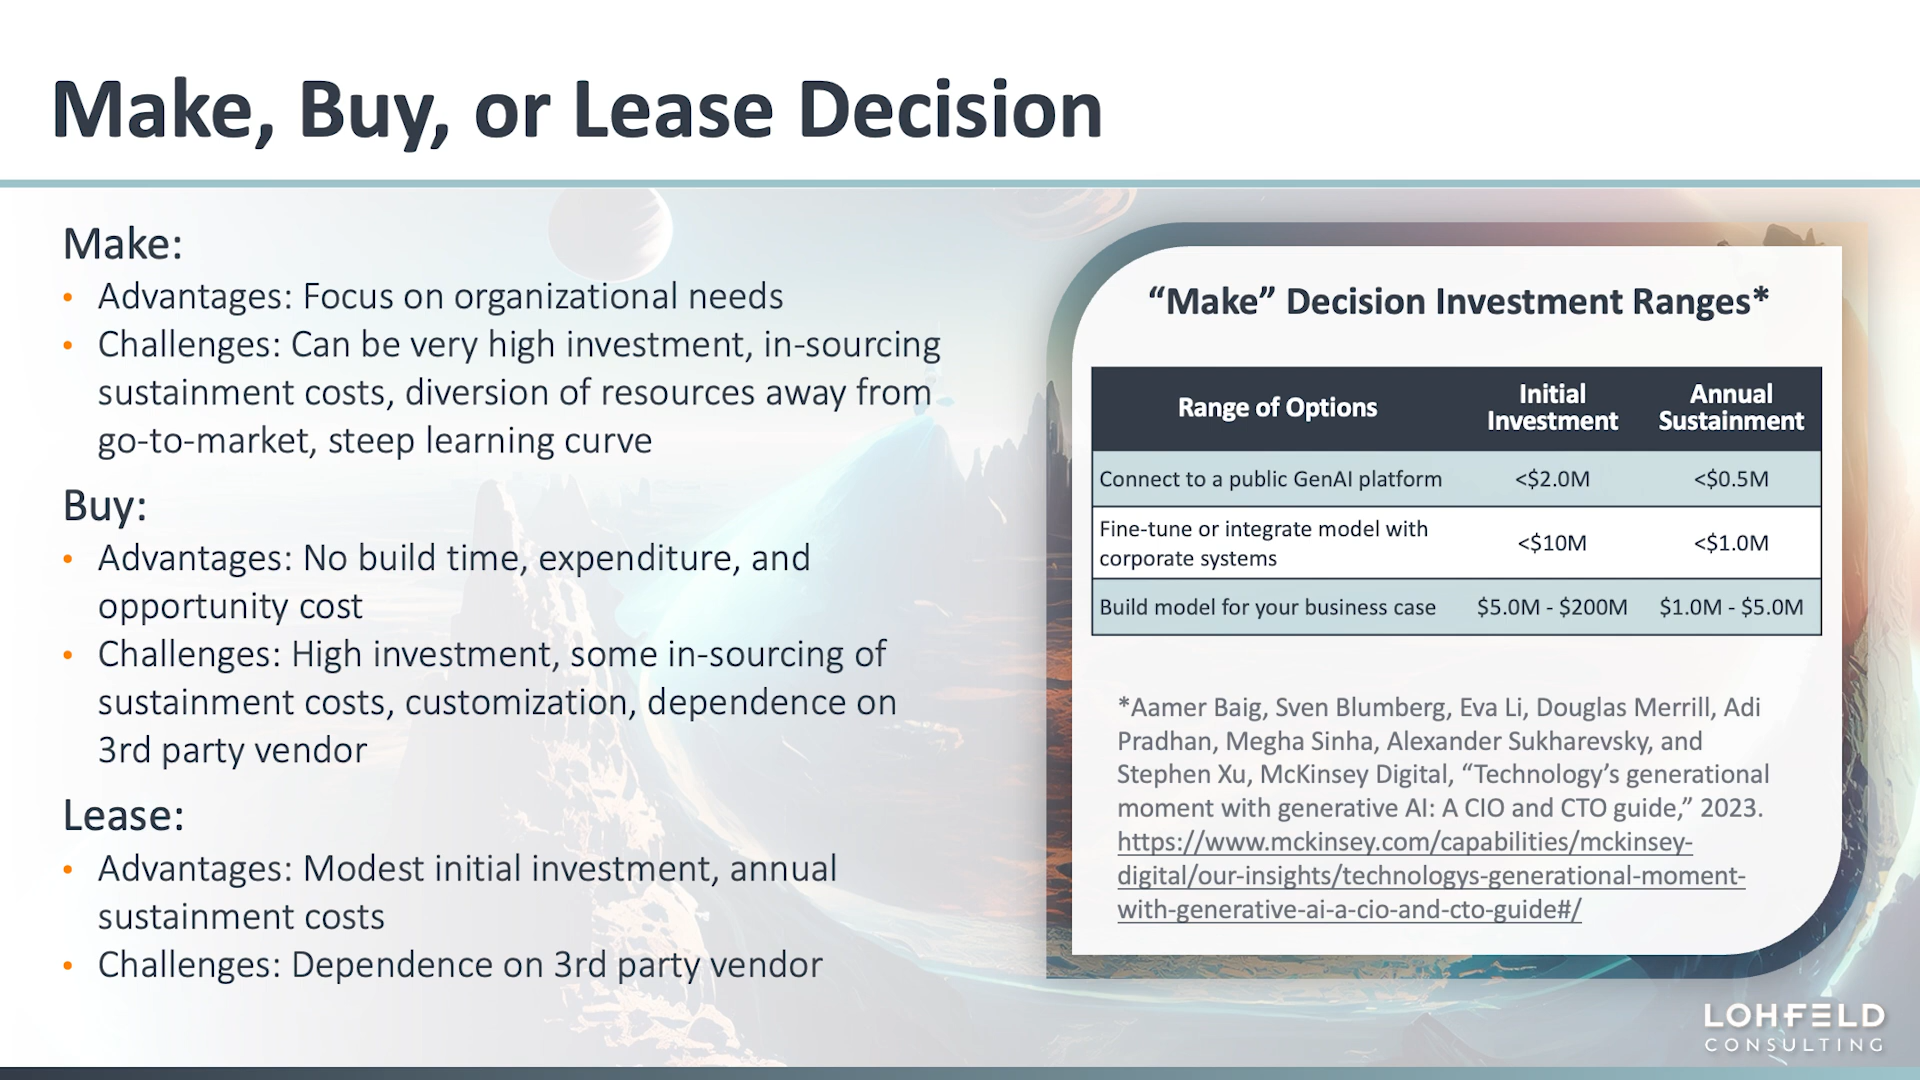 Make, Buy, or Lease Decision
Make:
• Advantages: Focus on organizational needs
• Challenges: Can be very high investment, in-sourcing
sustainment costs, diversion of resources away from
go-to-market, steep learning curve
Buy:
• Advantages: No build time, expenditure, and
opportunity cost
• Challenges: High investment, some in-sourcing of
sustainment costs, customization, dependence on
3rd party vendor
Lease:
• Advantages: Modest initial investment, annual
sustainment costs
• Challenges: Dependence on 3rd party vendor
“Make” Decision Investment Ranges*
Range of Options Initial Investment Annual Sustainment
Connect to a public GenAI platform <$2.0M <$0.5M
Fine-tune or integrate model with
corporate systems <$10M <$1.0M
Build model for your business case $5.0M - $200M $1.0M - $5.0M
*Aamer Baig, Sven Blumberg, Eva Li, Douglas Merrill, Adi
Pradhan, Megha Sinha, Alexander Sukharevsky, and
Stephen Xu, McKinsey Digital, “Technology’s generational
moment with generative AI: A CIO and CTO guide,” 2023.
https://www.mckinsey.com/capabilities/mckinsey-
digital/our-insights/technologys-generational-moment-
with-generative-ai-a-cio-and-cto-guide#/
LOHFELD
CONSULTING